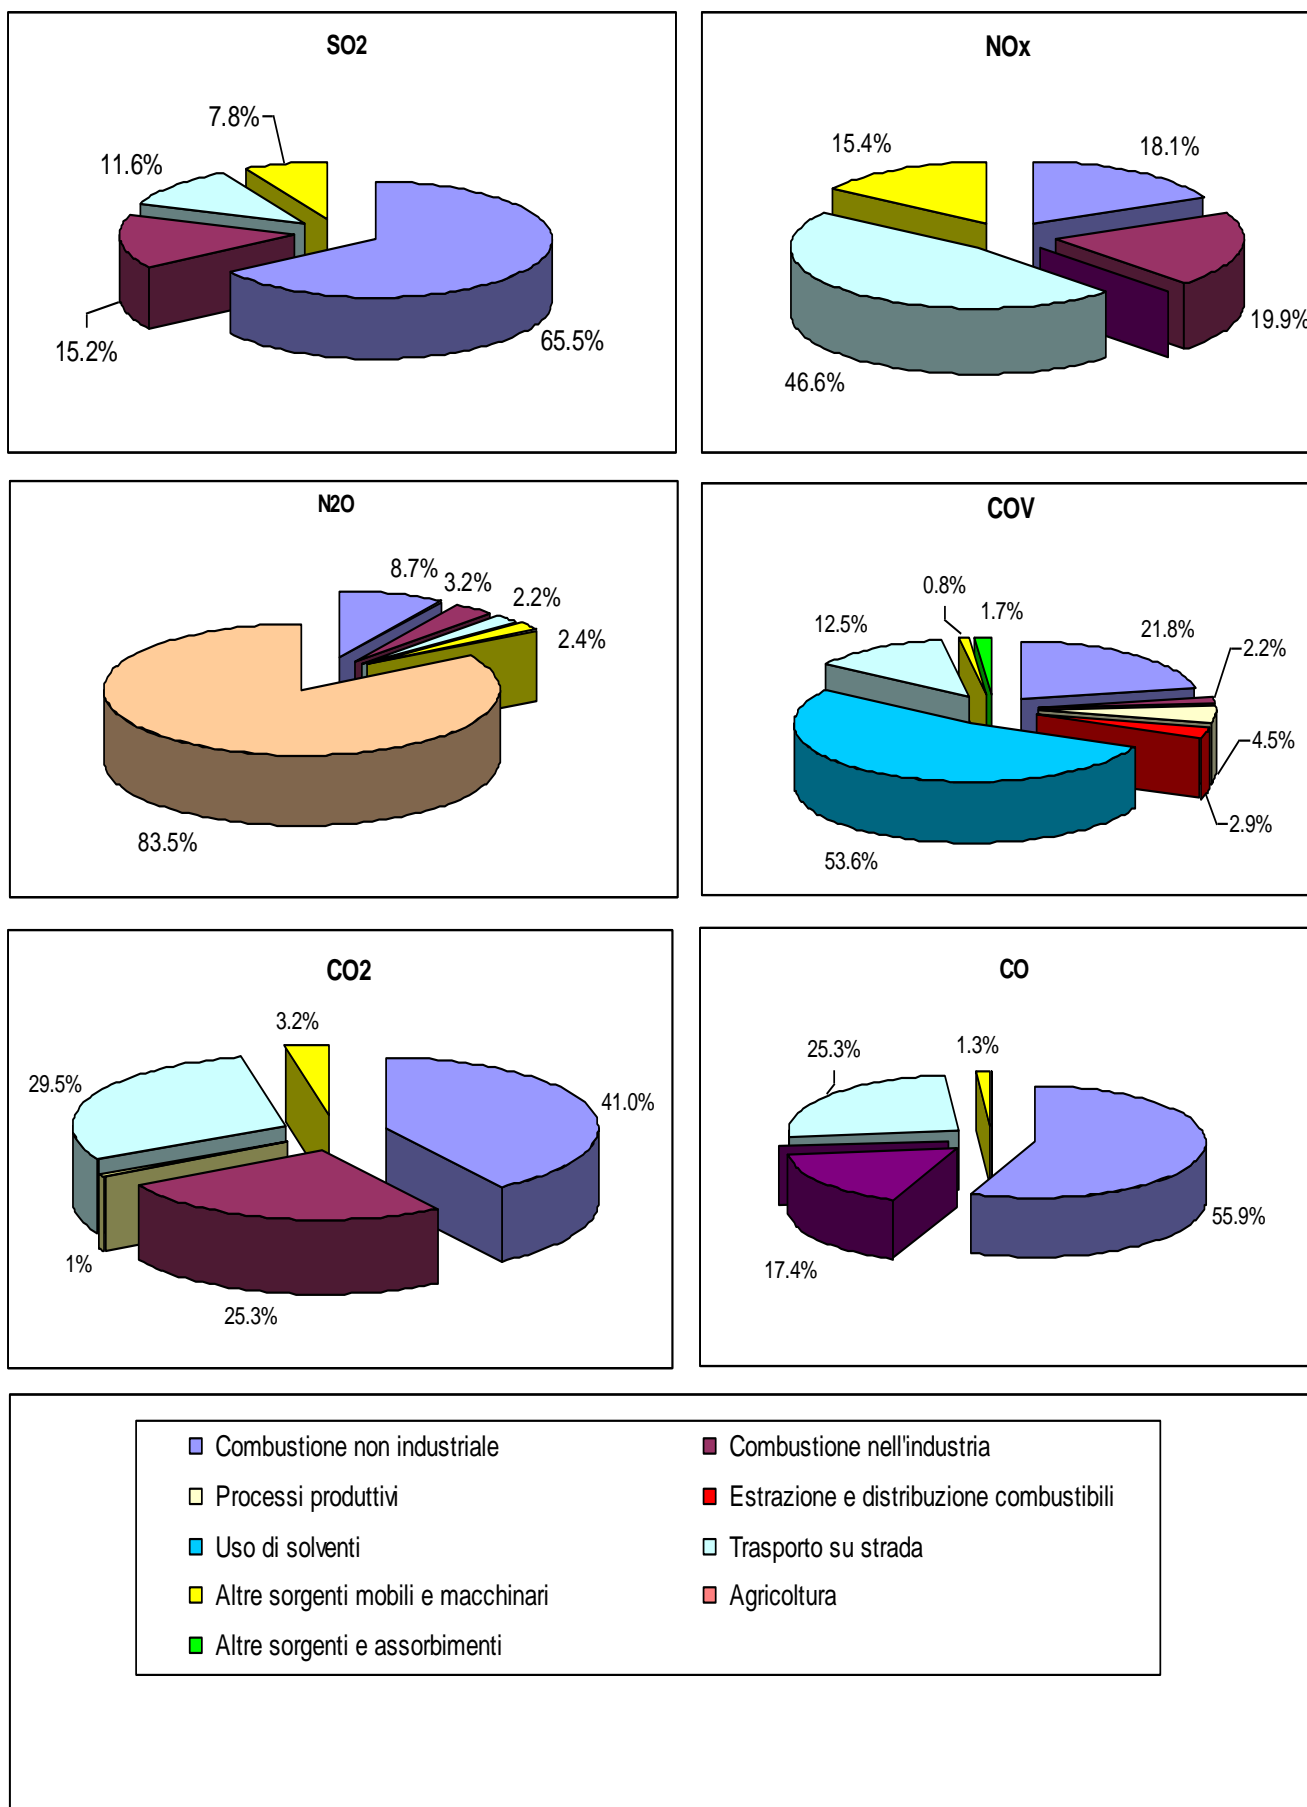 SO2
7.8%
11.6%
15.2%
65.5%
NOx
15.4%
18.1%
19.9%
46.6%
N2O
8.7%
3.2%
2.2%
2.4%
83.5%
COV
0.8%
1.7%
12.5%
21.8%
2.2%
4.5%
2.9%
53.6%
CO2
3.2%
29.5%
41.0%
1%
25.3%
CO
25.3%
1.3%
55.9%
17.4%
Combustione non industriale
Combustione nell'industria
Processi produttivi
Estrazione e distribuzione combustibili
Uso di solventi
Trasporto su strada
Altre sorgenti mobili e macchinari
Agricoltura
Altre sorgenti e assorbimenti